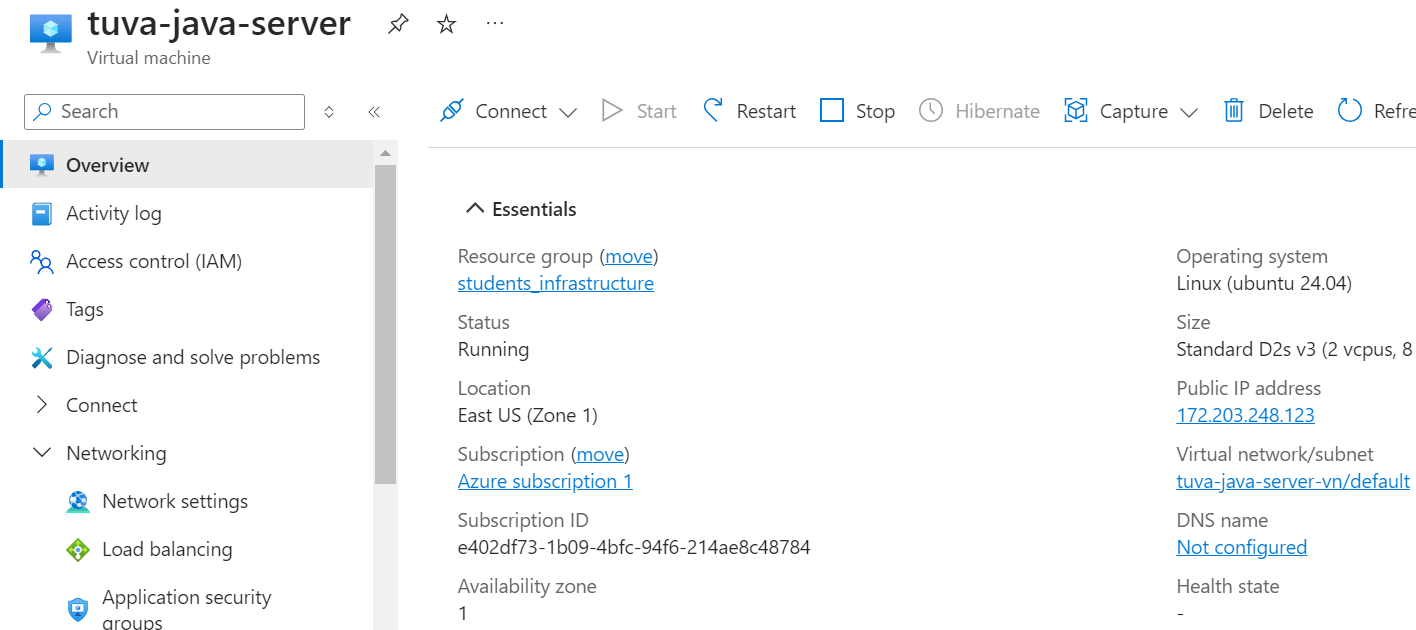 tuva-java-server
Virtual machine
Search
Overview
Activity log
Access control (IAM)
Tags
Diagnose and solve problems
Connect
Networking
Network settings
Load balancing
Application security
groups
Connect Start Restart Stop Hibernate Capture Delete Refre
Essentials
Resource group (move)
students_infrastructure
Status
Running
Location
East US (Zone 1)
Subscription (move)
Azure subscription 1
Subscription ID
e402df73-1b09-4bfc-94f6-214ae8c48784
Availability zone
1
Operating system
Linux (ubuntu 24.04)
Size
Standard D2s v3 (2 vcpus, 8
Public IP address
172.203.248.123
Virtual network/subnet
tuva-java-server-vn/default
DNS name
Not configured
Health state
-